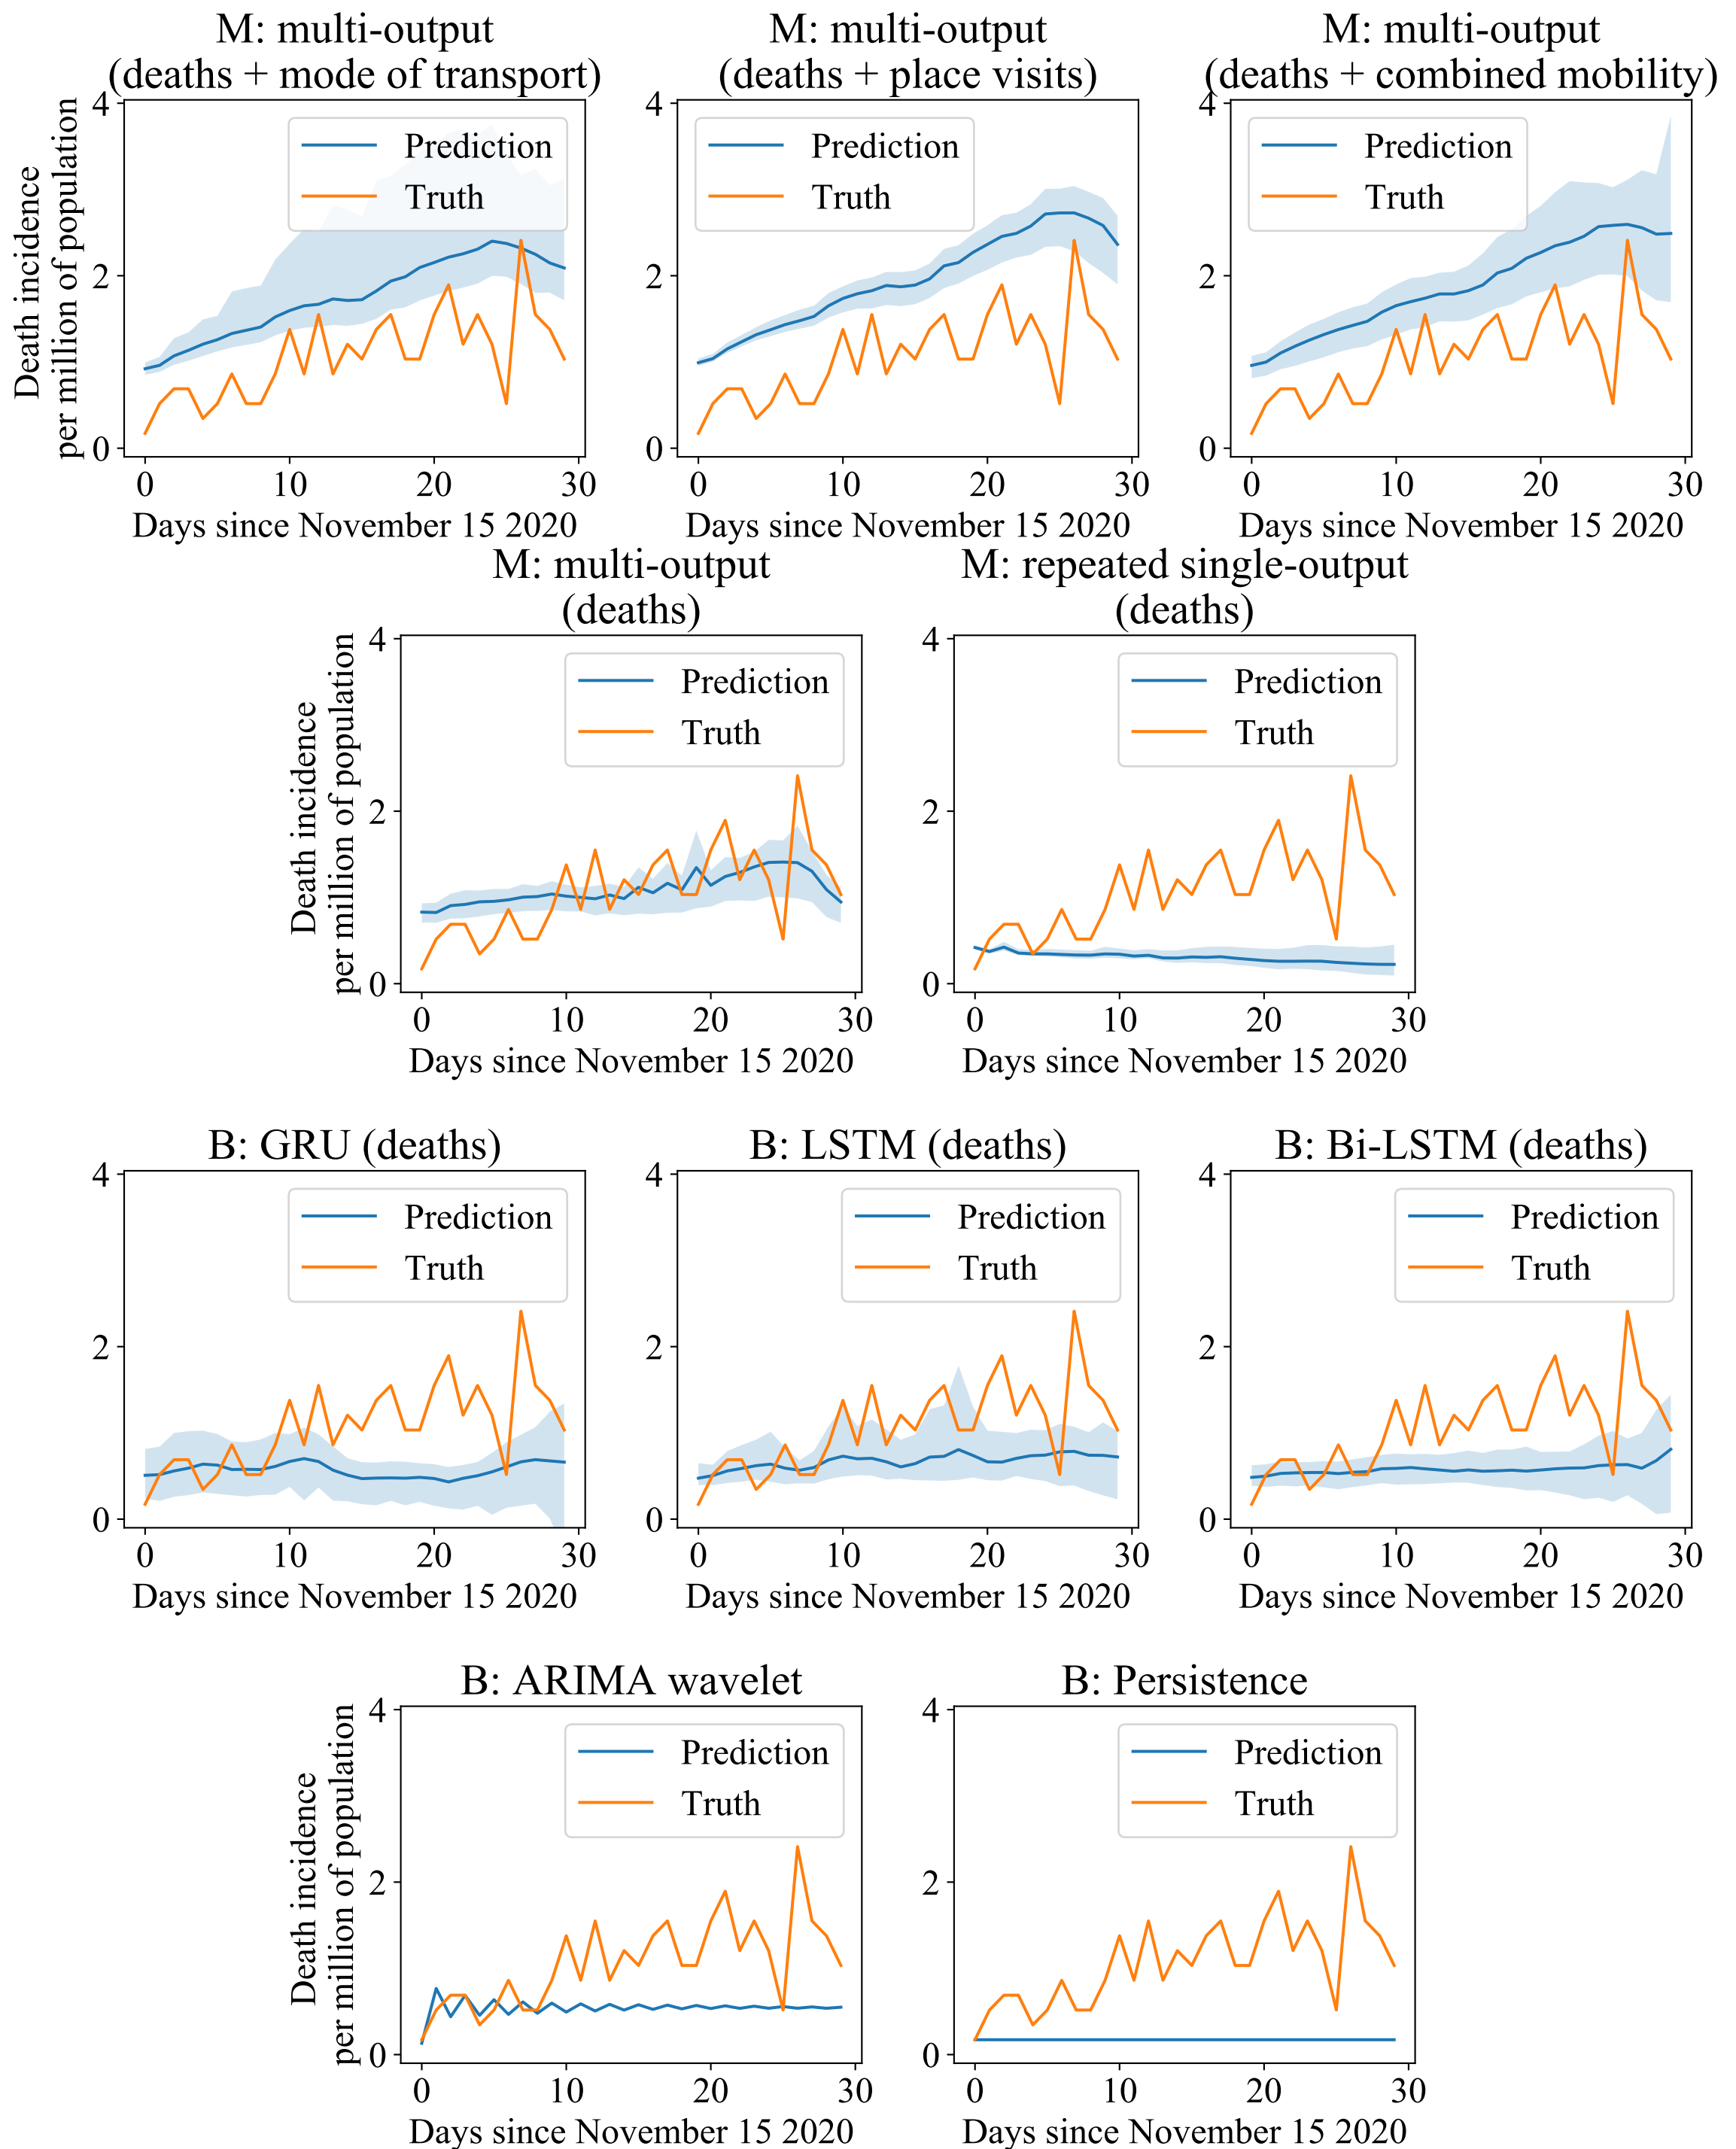 M: multi-output
(deaths + mode of transport)
4
2
0
Death incidence
per million of population
Prediction
Truth
0 10 20 30
Days since November 15 2020
M: multi-output
(deaths + place visits)
4
2
0
Prediction
Truth
0 10 20 30
Days since November 15 2020
M: multi-output
(deaths + combined mobility)
4
2
0
Prediction
Truth
0 10 20 30
Days since November 15 2020
M: multi-output
(deaths)
4
2
0
Death incidence
per million of population
Prediction
Truth
0 10 20 30
Days since November 15 2020
M: repeated single-output
(deaths)
4
2
0
Prediction
Truth
0 10 20 30
Days since November 15 2020
B: GRU (deaths)
4
2
0
Prediction
Truth
0 10 20 30
Days since November 15 2020
B: LSTM (deaths)
4
2
0
Prediction
Truth
0 10 20 30
Days since November 15 2020
B: Bi-LSTM (deaths)
4
2
0
Prediction
Truth
0 10 20 30
Days since November 15 2020
B: ARIMA wavelet
4
2
0
Death incidence
per million of population
Prediction
Truth
0 10 20 30
Days since November 15 2020
B: Persistence
4
2
0
Prediction
Truth
0 10 20 30
Days since November 15 2020